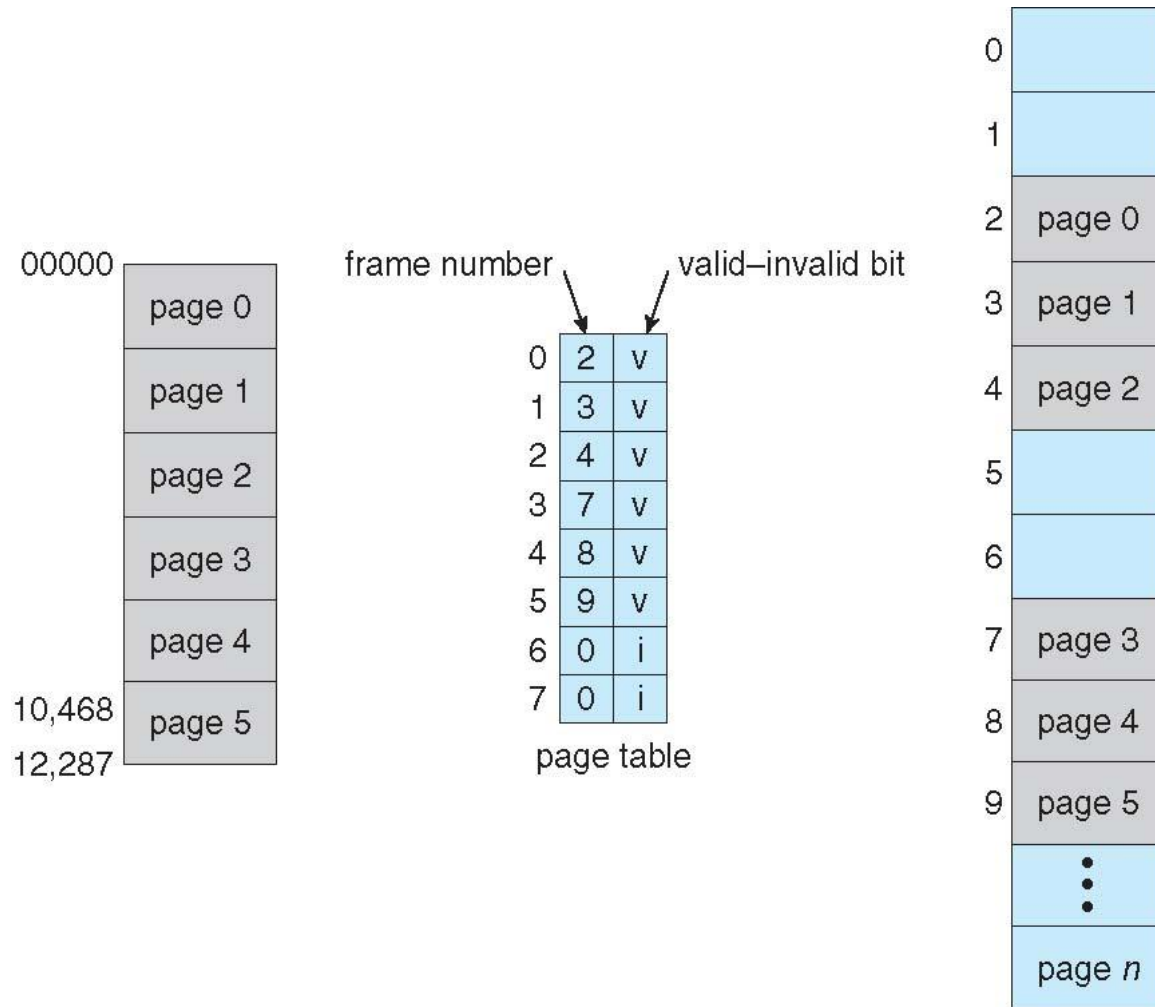 00000
page 0
page 1
page 2
page 3
page 4
10,468
page 5
12,287
frame number
valid–invalid bit
0 2 v
1 3 v
2 4 v
3 7 v
4 8 v
5 9 v
6 0 i
7 0 i
page table
0
1
2 page 0
3 page 1
4 page 2
5
6
7 page 3
8 page 4
9 page 5
page n